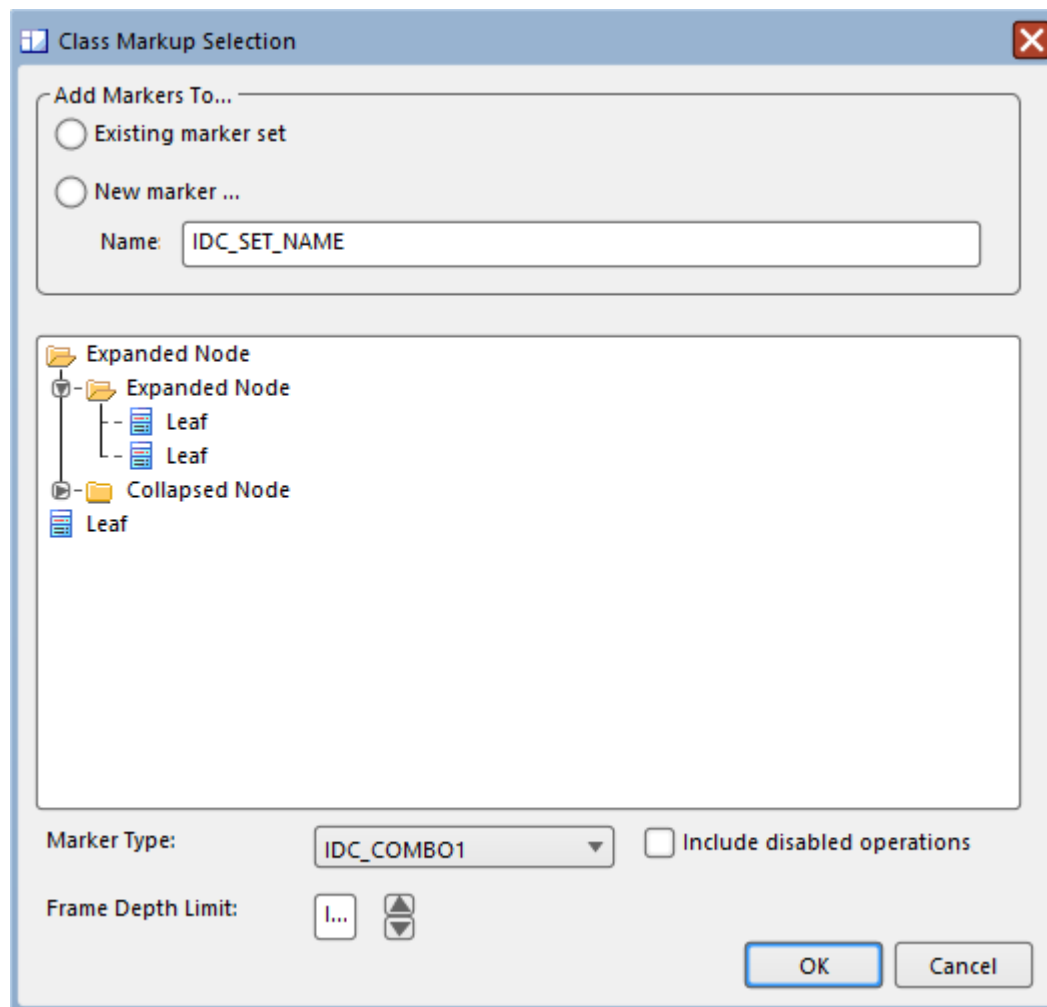 Class Markup Selection
Add Markers To...
Existing marker set
New marker ...
Name: IDC_SET_NAME
Expanded Node
Expanded Node
Leaf
Leaf
Collapsed Node
Leaf
Marker Type: IDC_COMBO1 Include disabled operations
Frame Depth Limit: I...
OK Cancel